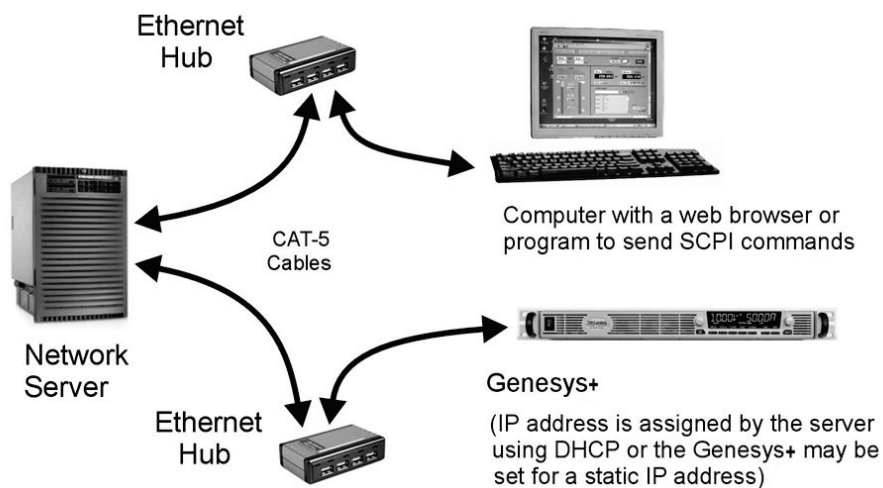 Ethernet
Hub
CAT-5
Cables
Network
Server
Ethernet
Hub
Computer with a web browser or
program to send SCPI commands
Genesys+
(IP address is assigned by the server
using DHCP or the Genesys+ may be
set for a static IP address)